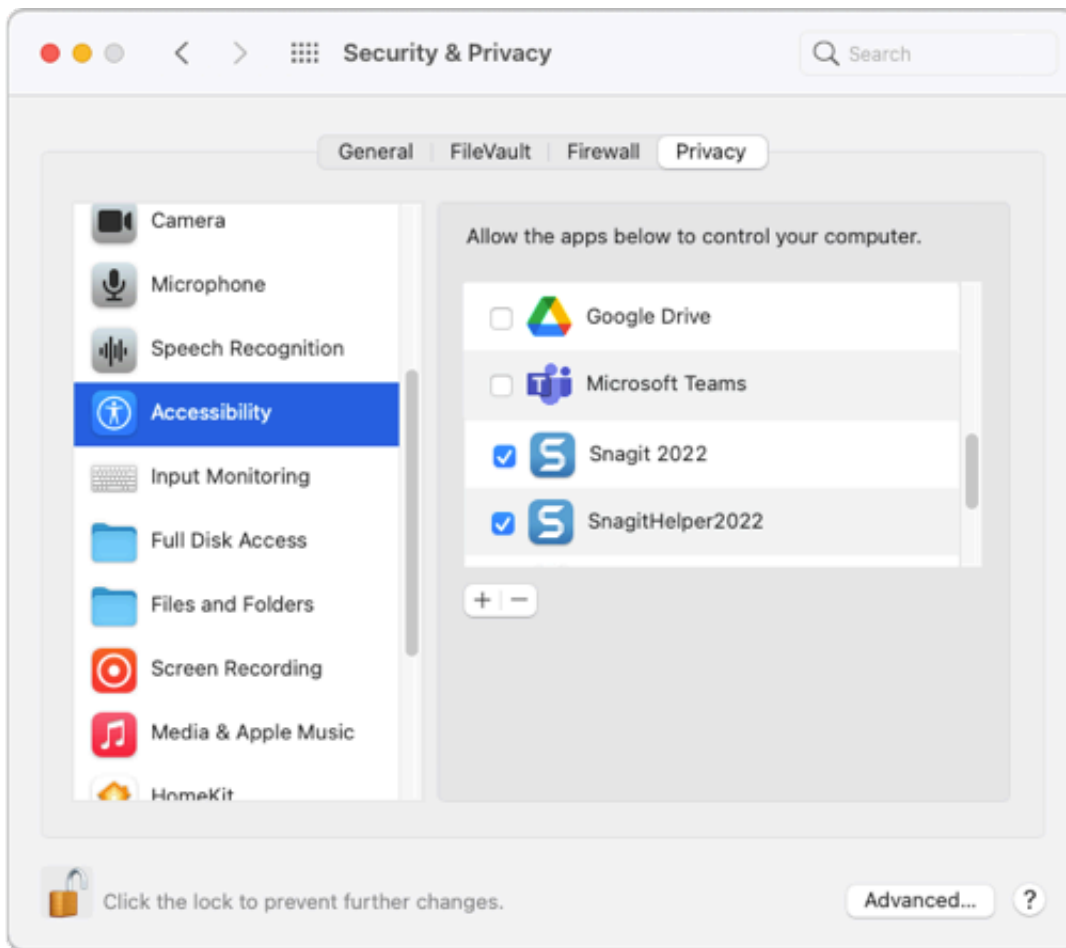 Security & Privacy
Search
General
FileVault
Firewall
Privacy
Camera
Microphone
Speech Recognition
Accessibility
Input Monitoring
Full Disk Access
Files and Folders
Screen Recording
Media & Apple Music
HomeKit
Allow the apps below to control your computer.
Google Drive
Microsoft Teams
Snagit 2022
SnagitHelper2022
+ −
Click the lock to prevent further changes.
Advanced...
?